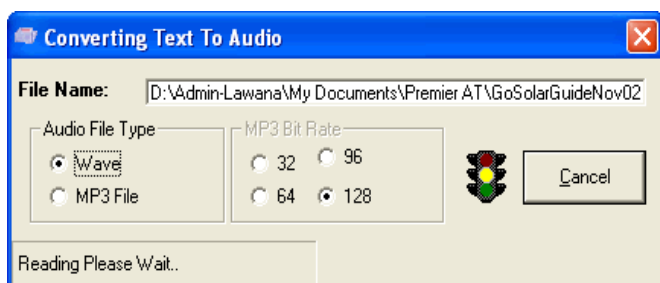 Converting Text To Audio
File Name: D:\Admin-Lawana\My Documents\Premier AT\GoSolarGuideNov02
Audio File Type
Wave
MP3 File
MP3 Bit Rate
32 96
64 128
Cancel
Reading Please Wait..